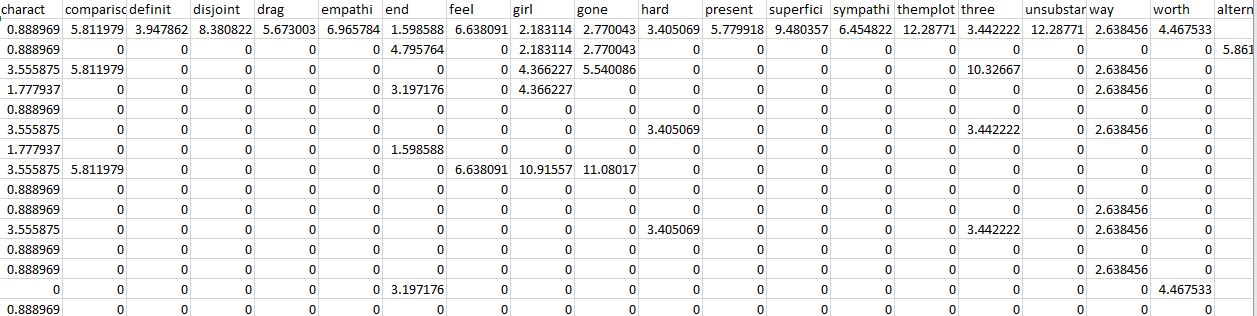 charact comparisc definit disjoint drag empathi end feel girl gone hard present superfici sympathi themplot three unsubstar way worth altern
0.888969 5.811979 3.947862 8.380822 5.673003 6.965784 1.598588 6.638091 2.183114 2.770043 3.405069 5.779918 9.480357 6.454822 12.28771 3.442222 12.28771 2.638456 4.467533
0.888969 0 0 0 0 0 4.795764 0 2.183114 2.770043 0 0 0 0 0 0 0 0 0 5.861
3.555875 5.811979 0 0 0 0 0 0 4.366227 5.540086 0 0 0 0 0 10.32667 0 2.638456 0
1.777937 0 0 0 0 0 3.197176 0 4.366227 0 0 0 0 0 0 0 0 2.638456 0
0.888969 0 0 0 0 0 0 0 0 0 0 0 0 0 0 0 0 0 0
3.555875 0 0 0 0 0 0 0 0 0 3.405069 0 0 0 0 3.442222 0 2.638456 0
1.777937 0 0 0 0 0 1.598588 0 0 0 0 0 0 0 0 0 0 0 0
3.555875 5.811979 0 0 0 0 0 6.638091 10.91557 11.08017 0 0 0 0 0 0 0 0 0
0.888969 0 0 0 0 0 0 0 0 0 0 0 0 0 0 0 0 0 0
0.888969 0 0 0 0 0 0 0 0 0 0 0 0 0 0 0 0 2.638456 0
3.555875 0 0 0 0 0 0 0 0 0 3.405069 0 0 0 0 3.442222 0 2.638456 0
0.888969 0 0 0 0 0 0 0 0 0 0 0 0 0 0 0 0 0 0
0.888969 0 0 0 0 0 0 0 0 0 0 0 0 0 0 0 0 2.638456 0
0 0 0 0 0 0 3.197176 0 0 0 0 0 0 0 0 0 0 0 4.467533
0.888969 0 0 0 0 0 0 0 0 0 0 0 0 0 0 0 0 0 0